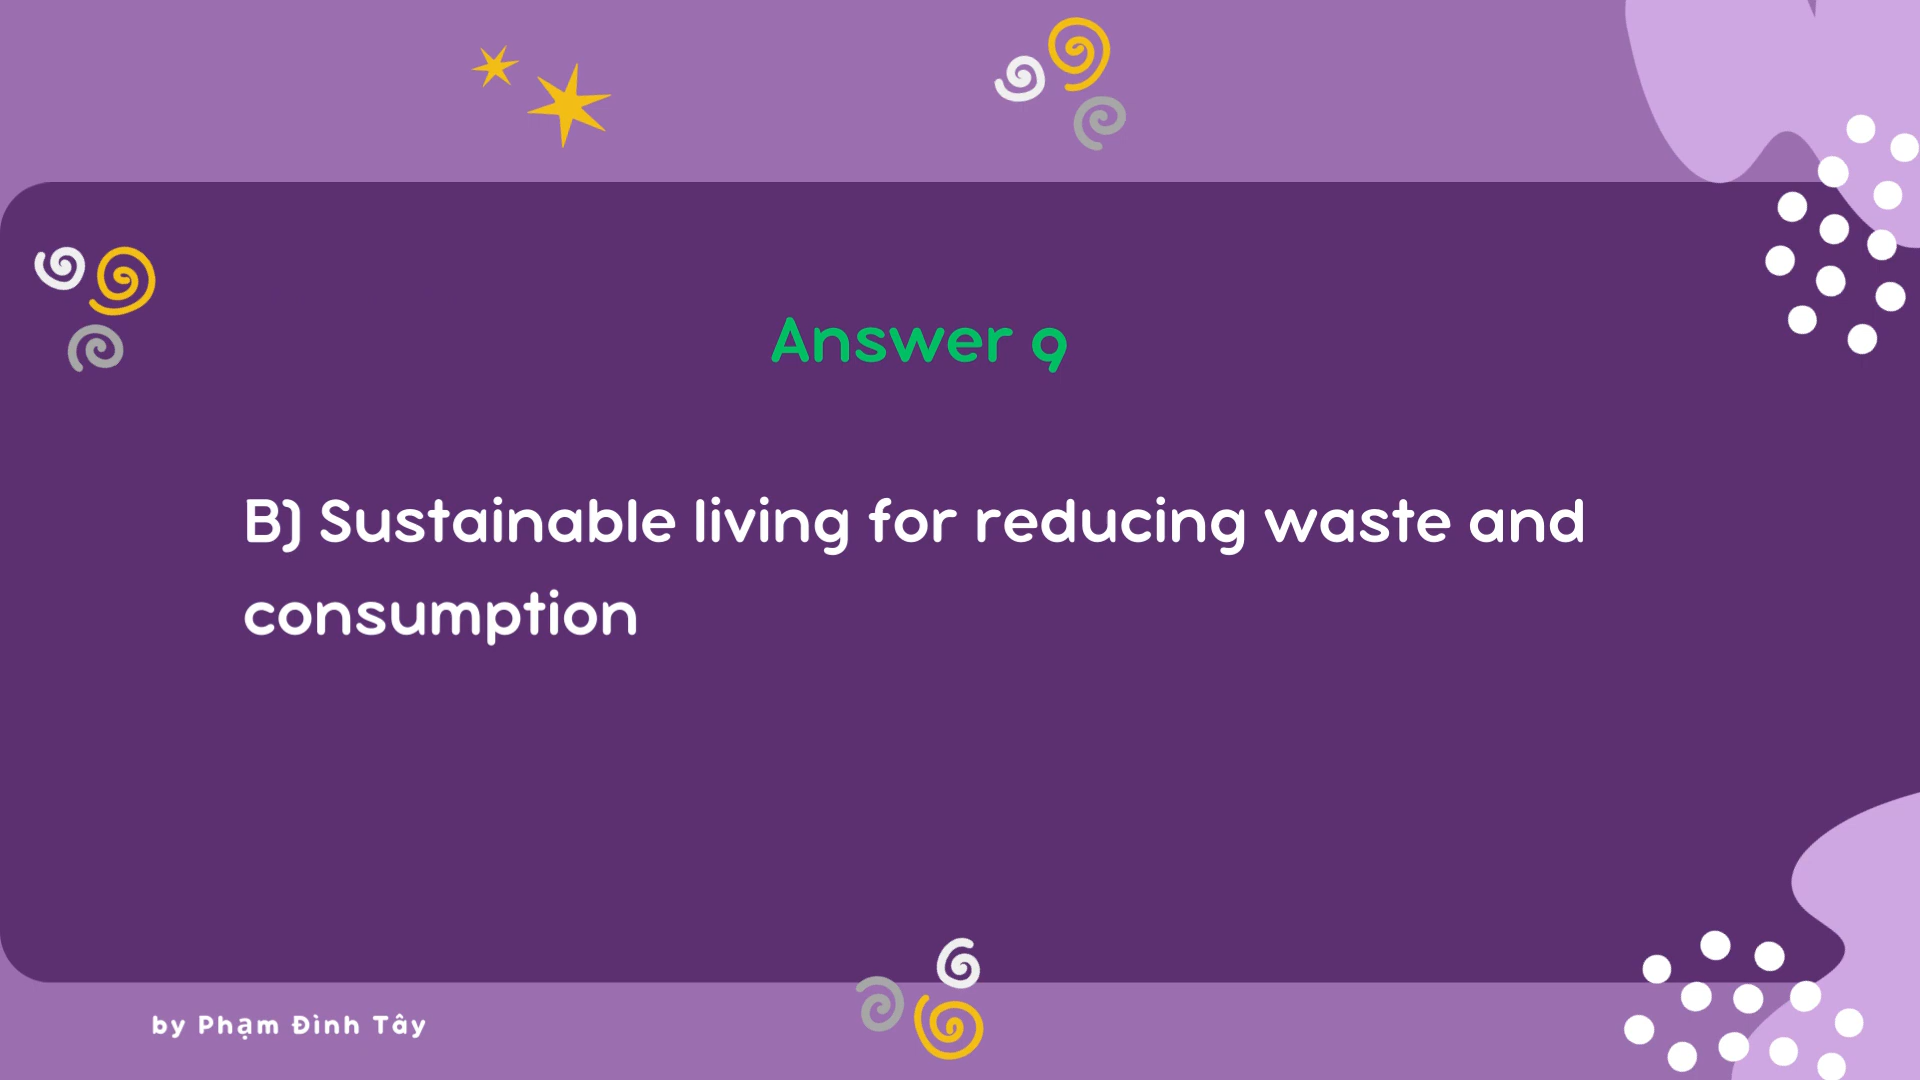 Answer 9
B) Sustainable living for reducing waste and
consumption
by Phạm Đình Tây